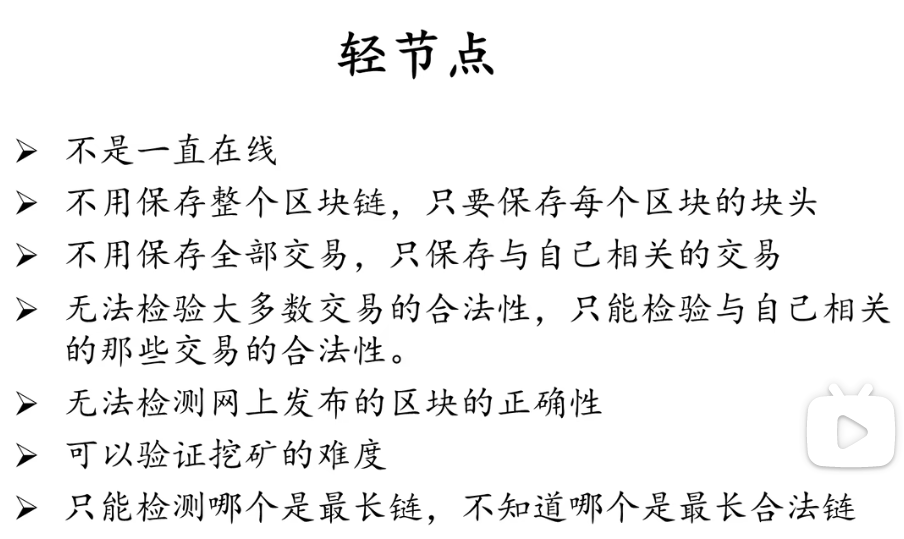 轻节点
➢ 不是一直在线
➢ 不用保存整个区块链，只要保存每个区块的块头
➢ 不用保存全部交易，只保存与自己相关的交易
➢ 无法检验大多数交易的合法性，只能检验与自己相关
的那些交易的合法性。
➢ 无法检测网上发布的区块的正确性
➢ 可以验证挖矿的难度
➢ 只能检测哪个是最长链，不知道哪个是最长合法链